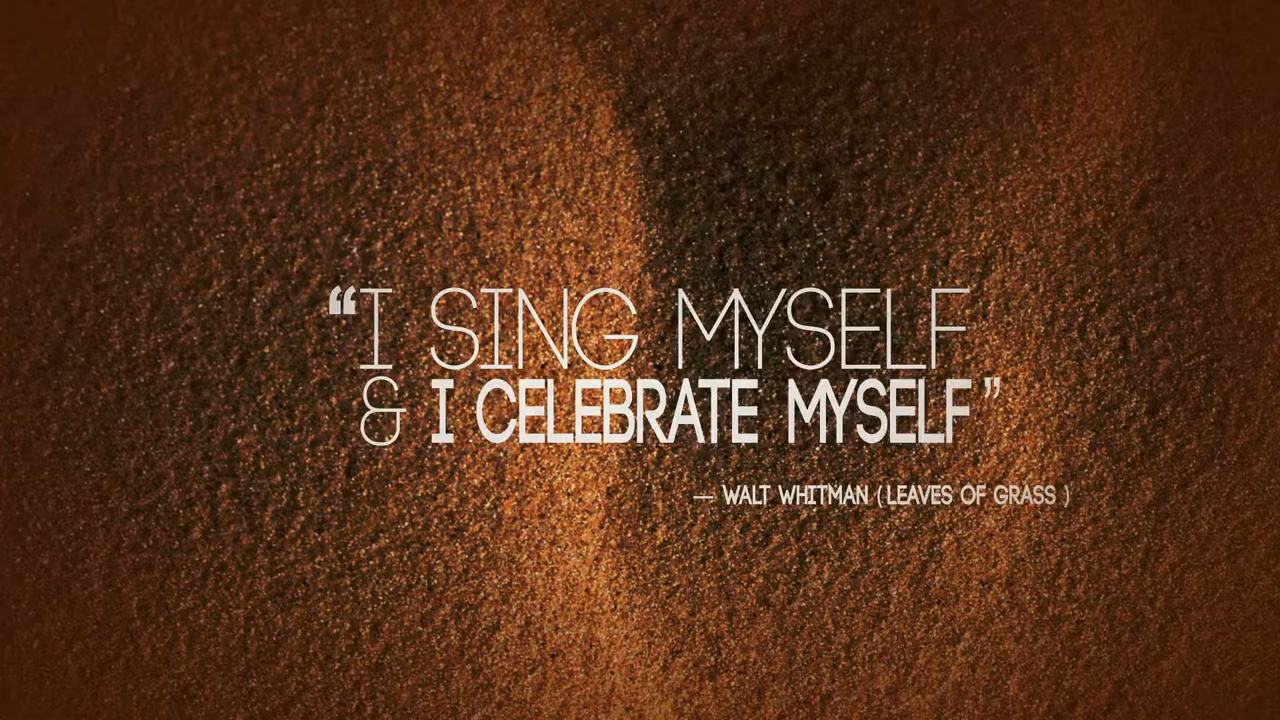 “I SING MYSELF
& I CELEBRATE MYSELF”
— WALT WHITMAN (LEAVES OF GRASS )